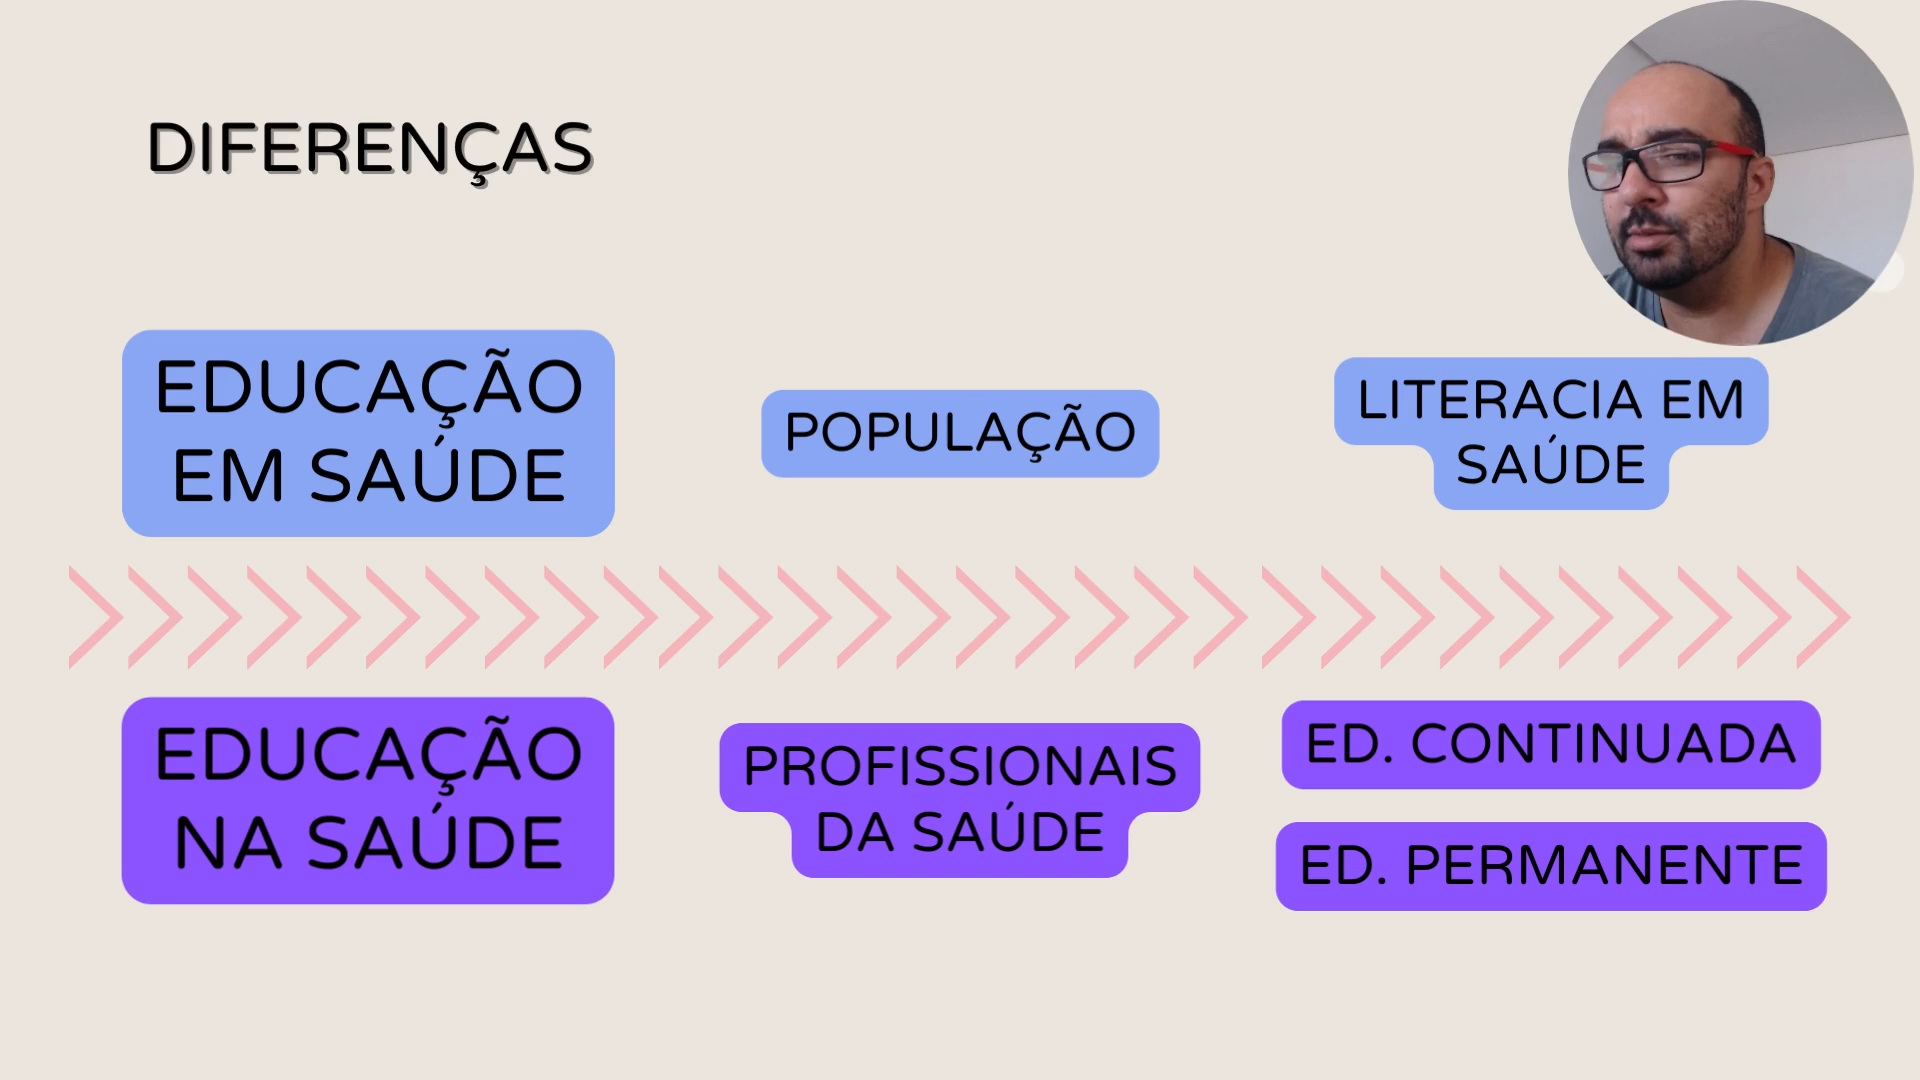 DIFERENÇAS
EDUCAÇÃO
EM SAÚDE
POPULAÇÃO
LITERACIA EM
SAÚDE
EDUCAÇÃO
NA SAÚDE
PROFISSIONAIS
DA SAÚDE
ED. CONTINUADA
ED. PERMANENTE